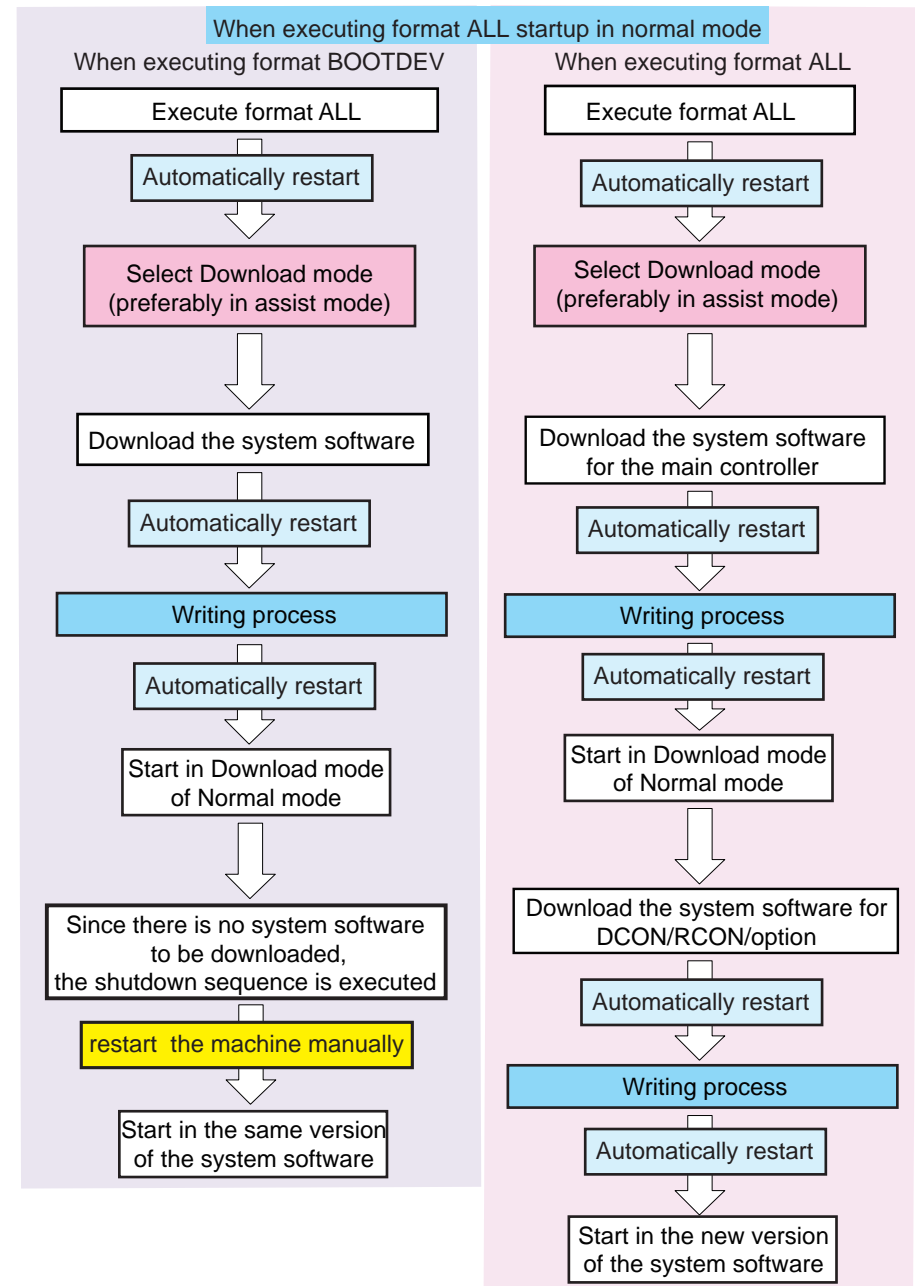 When executing format ALL startup in normal mode
When executing format BOOTDEV
Execute format ALL
Automatically restart
Select Download mode
(preferably in assist mode)
Download the system software
Automatically restart
Writing process
Automatically restart
Start in Download mode
of Normal mode
Since there is no system software
to be downloaded,
the shutdown sequence is executed
restart the machine manually
Start in the same version
of the system software
When executing format ALL
Execute format ALL
Automatically restart
Select Download mode
(preferably in assist mode)
Download the system software
for the main controller
Automatically restart
Writing process
Automatically restart
Start in Download mode
of Normal mode
Download the system software for
DCON/RCON/option
Automatically restart
Writing process
Automatically restart
Start in the new version
of the system software